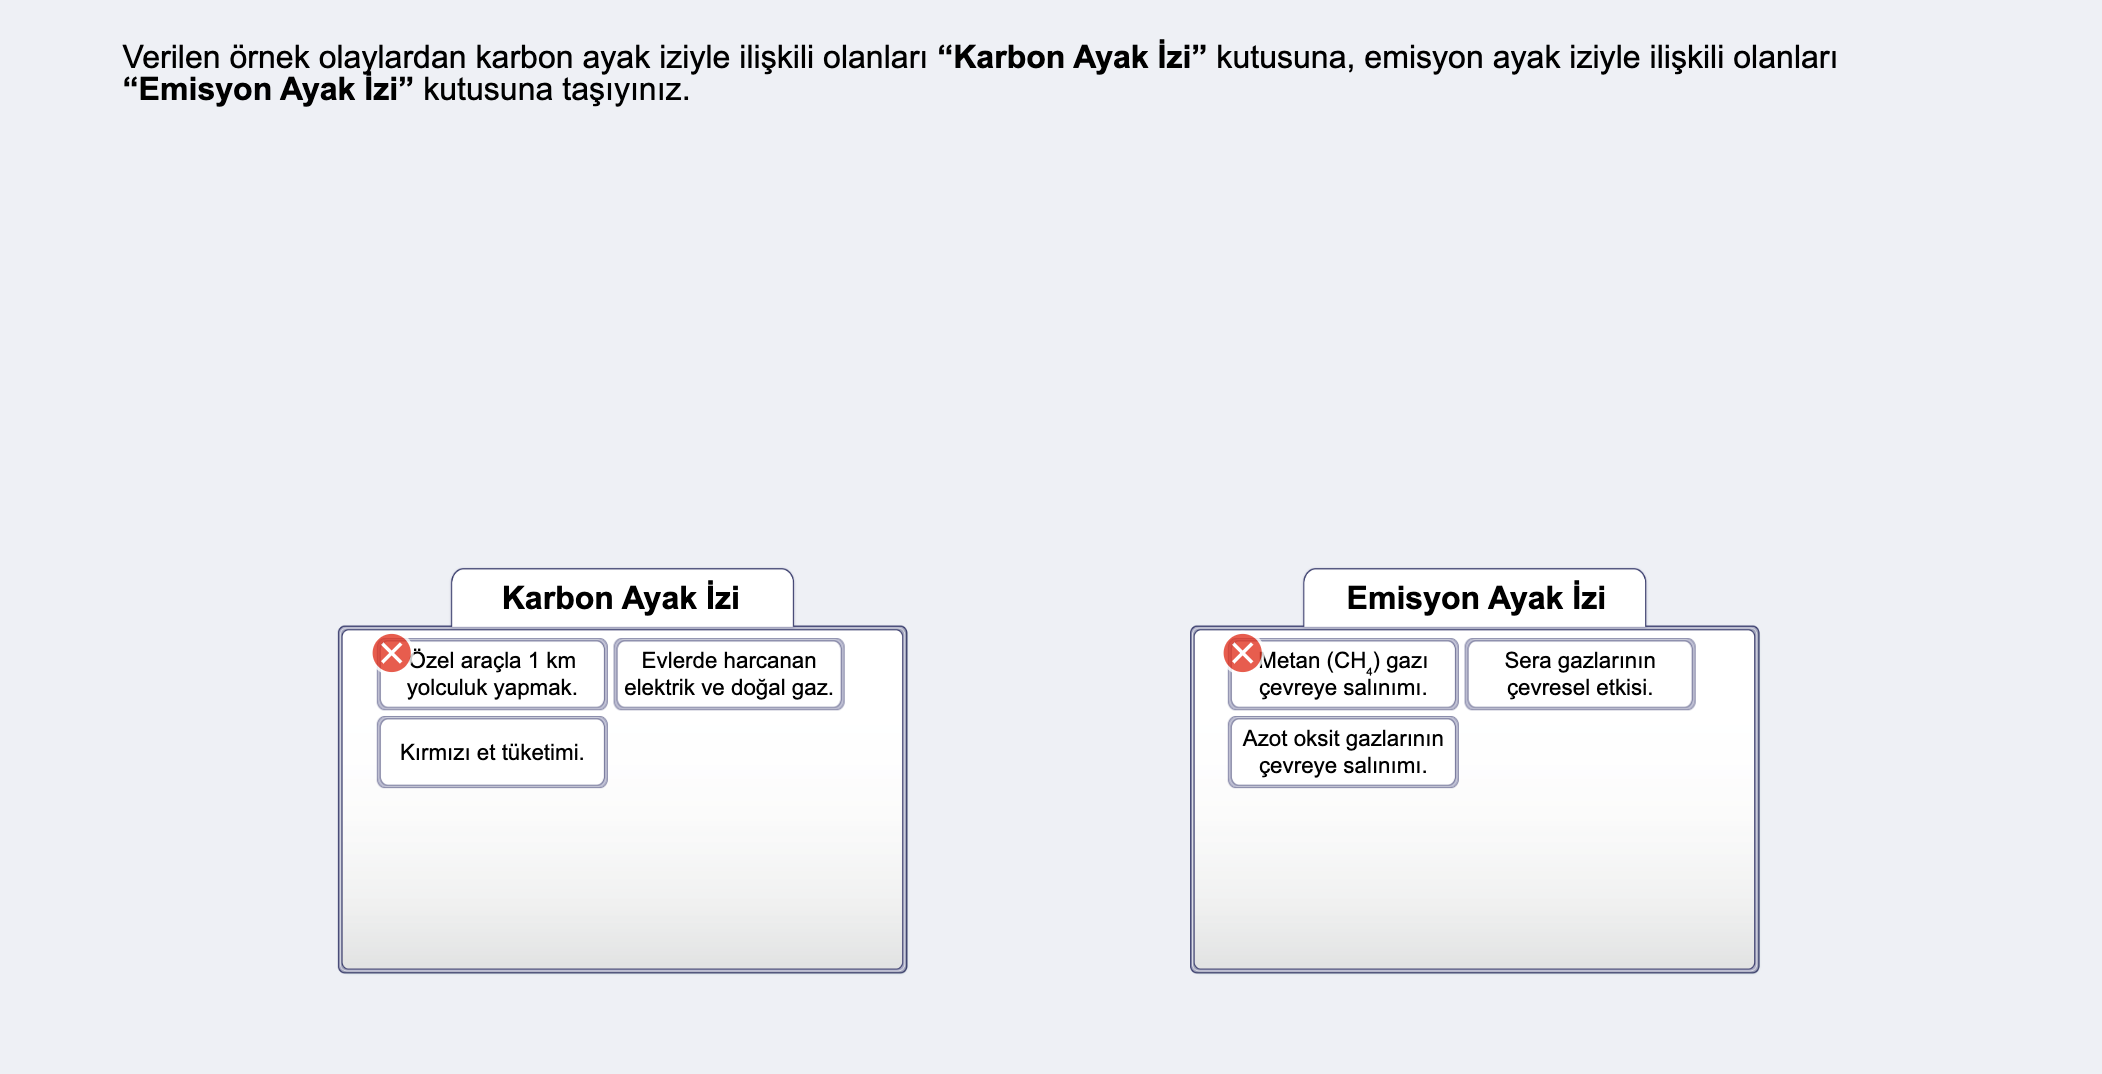 Verilen örnek olaylardan karbon ayak iziyle ilişkili olanları “Karbon Ayak İzi” kutusuna, emisyon ayak iziyle ilişkili olanları
“Emisyon Ayak İzi” kutusuna taşıyınız.
Karbon Ayak İzi
Özel araçla 1 km
yolculuk yapmak.
Evlerde harcanan
elektrik ve doğal gaz.
Kırmızı et tüketimi.
Emisyon Ayak İzi
Metan (CH₄) gazı
çevreye salınımı.
Sera gazlarının
çevresel etkisi.
Azot oksit gazlarının
çevreye salınımı.